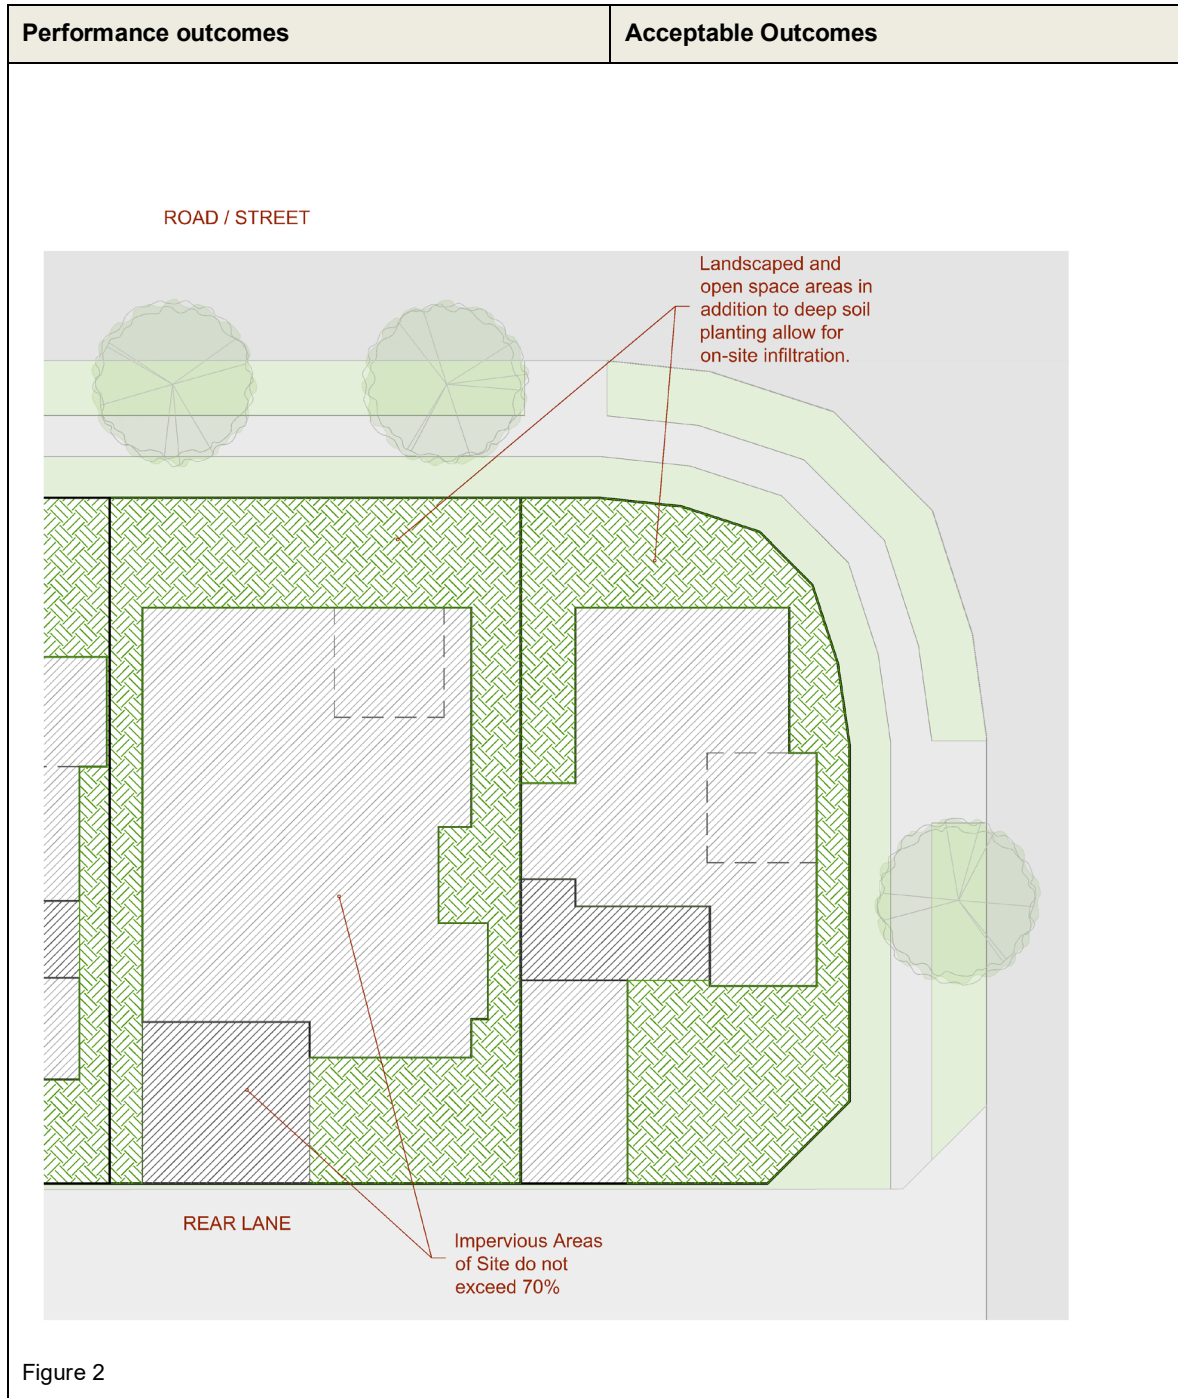 Performance outcomes
Acceptable Outcomes
ROAD / STREET
Landscaped and
open space areas in
addition to deep soil
planting allow for
on-site infiltration.
REAR LANE
Impervious Areas
of Site do not
exceed 70%
Figure 2